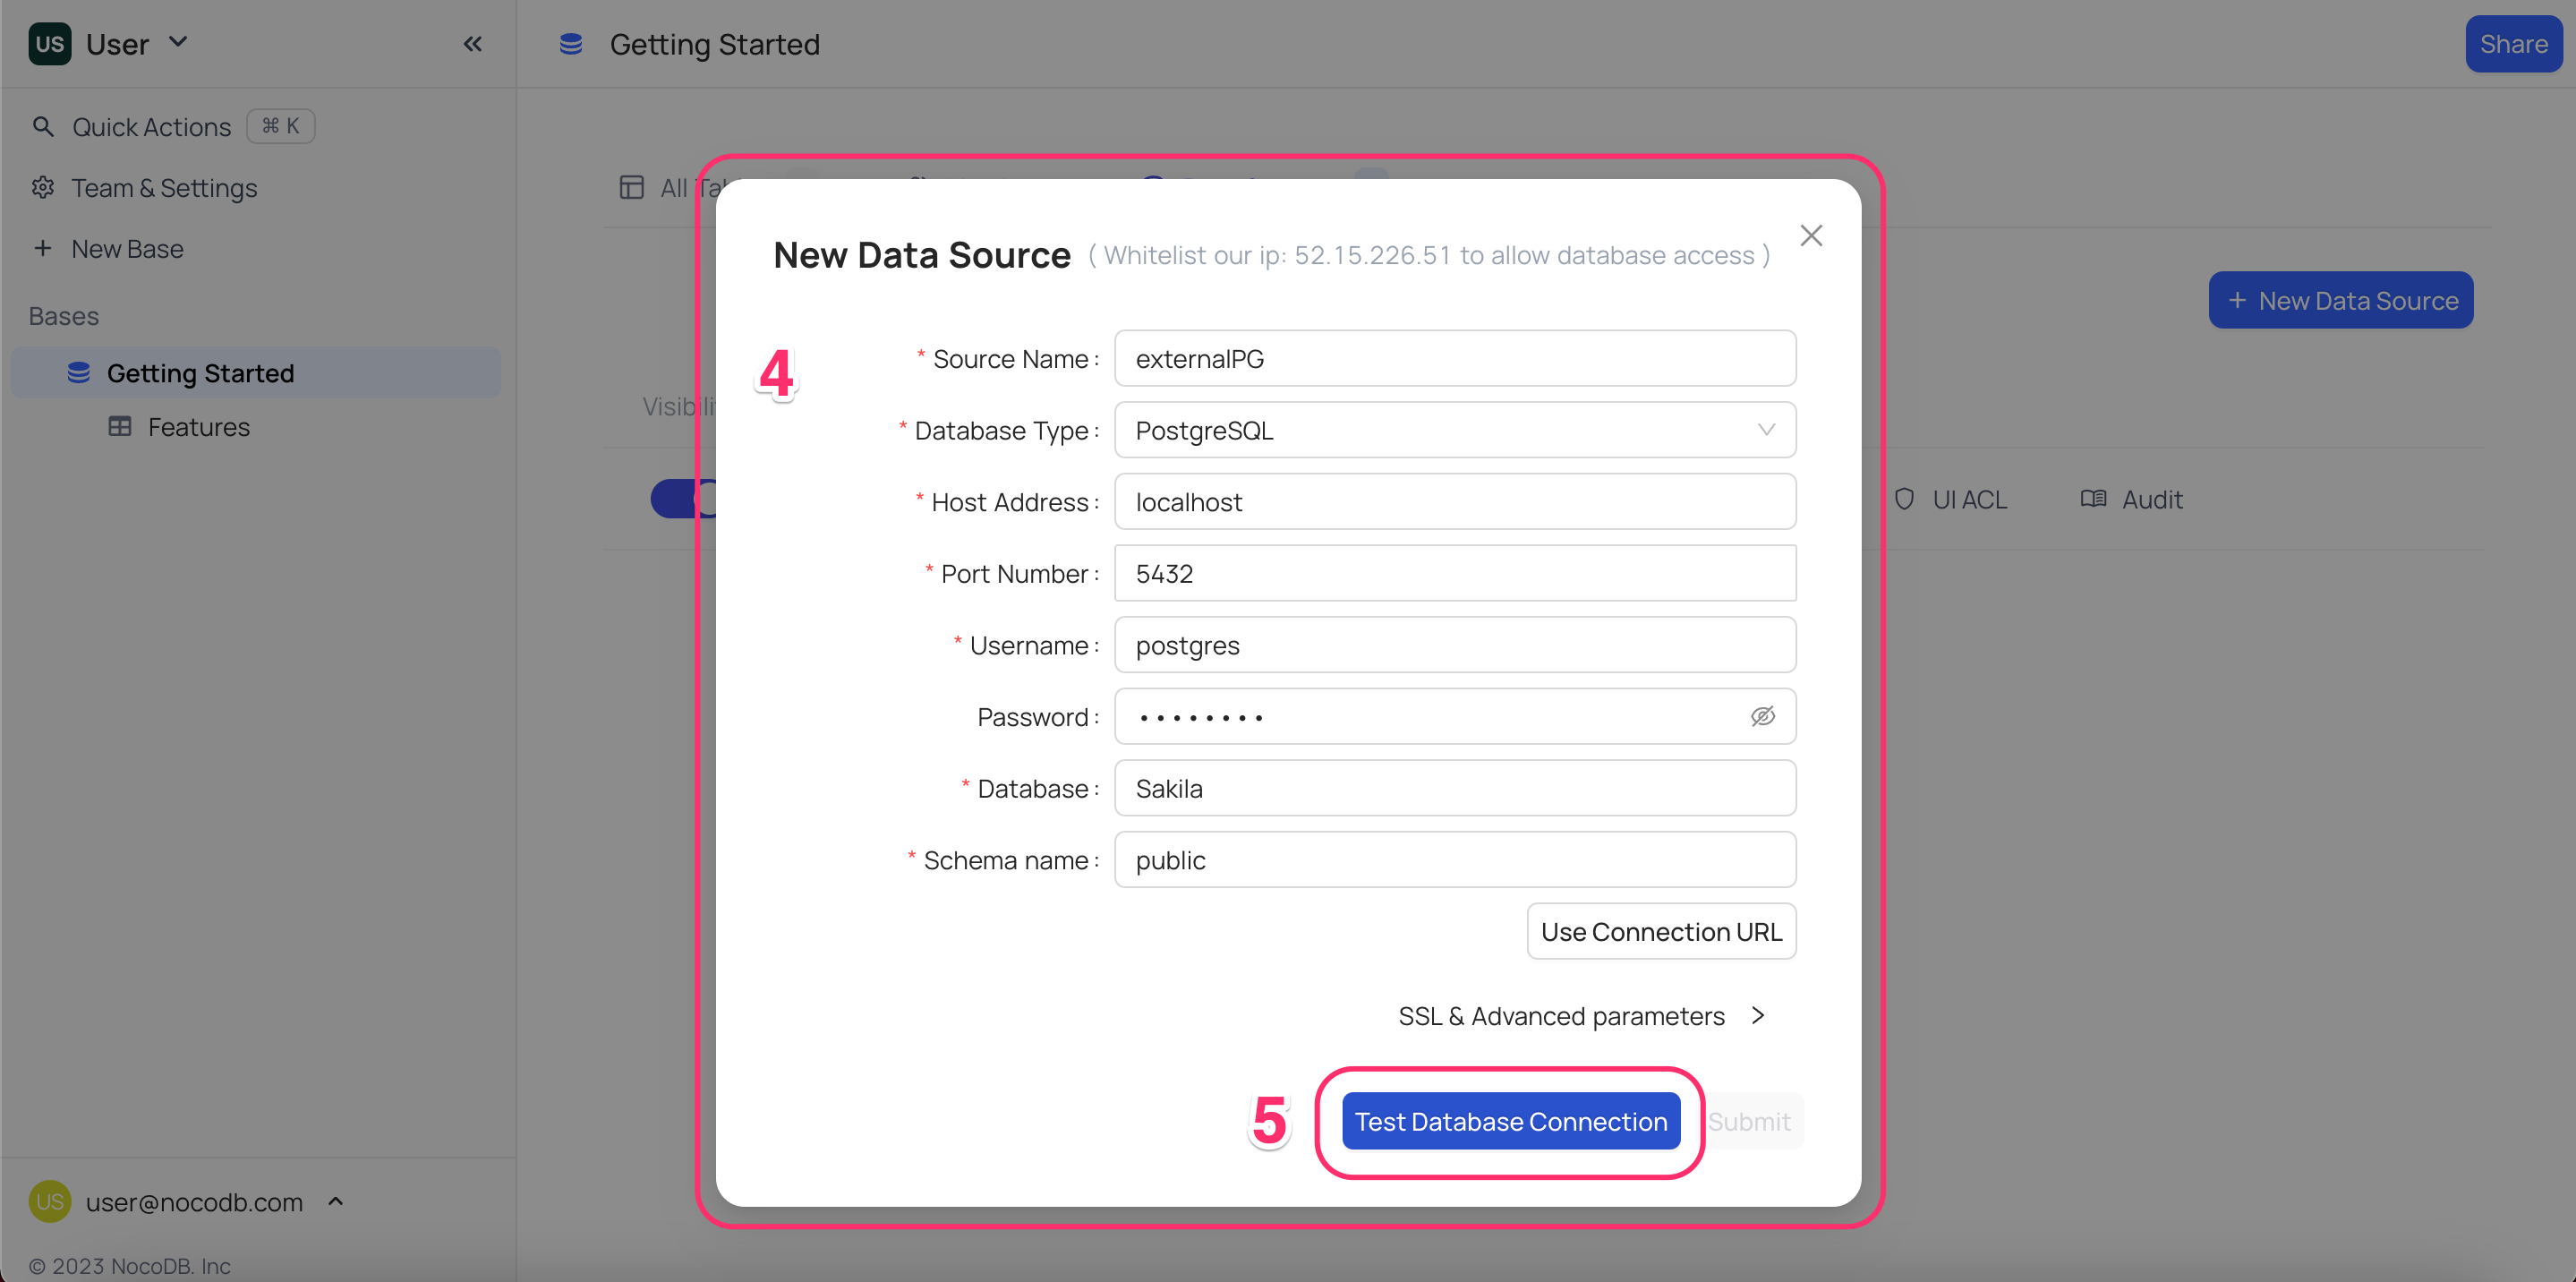 US User
Getting Started
Share
Quick Actions ⌘ K
Team & Settings
+ New Base
Bases
Getting Started
Features
All
New Data Source ( Whitelist our ip: 52.15.226.51 to allow database access )
+ New Data Source
4
* Source Name : externalPG
* Database Type : PostgreSQL
* Host Address : localhost
* Port Number : 5432
* Username : postgres
Password : ••••••••
* Database : Sakila
* Schema name : public
UI ACL
Audit
Use Connection URL
SSL & Advanced parameters >
5
Test Database Connection
Submit
US user@nocodb.com
© 2023 NocoDB. Inc